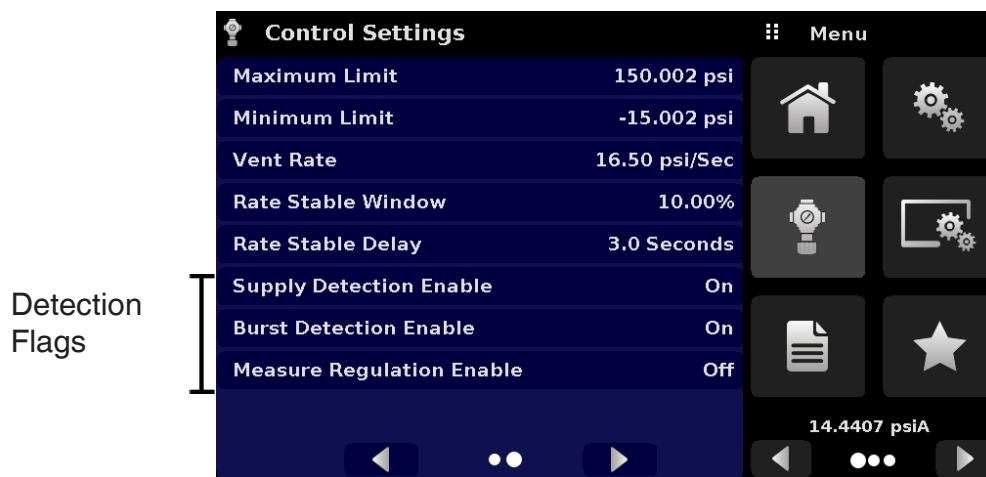 Control Settings
Menu
Maximum Limit 150.002 psi
Minimum Limit -15.002 psi
Vent Rate 16.50 psi/Sec
Rate Stable Window 10.00%
Rate Stable Delay 3.0 Seconds
Supply Detection Enable On
Burst Detection Enable On
Measure Regulation Enable Off
Detection
Flags
14.4407 psiA